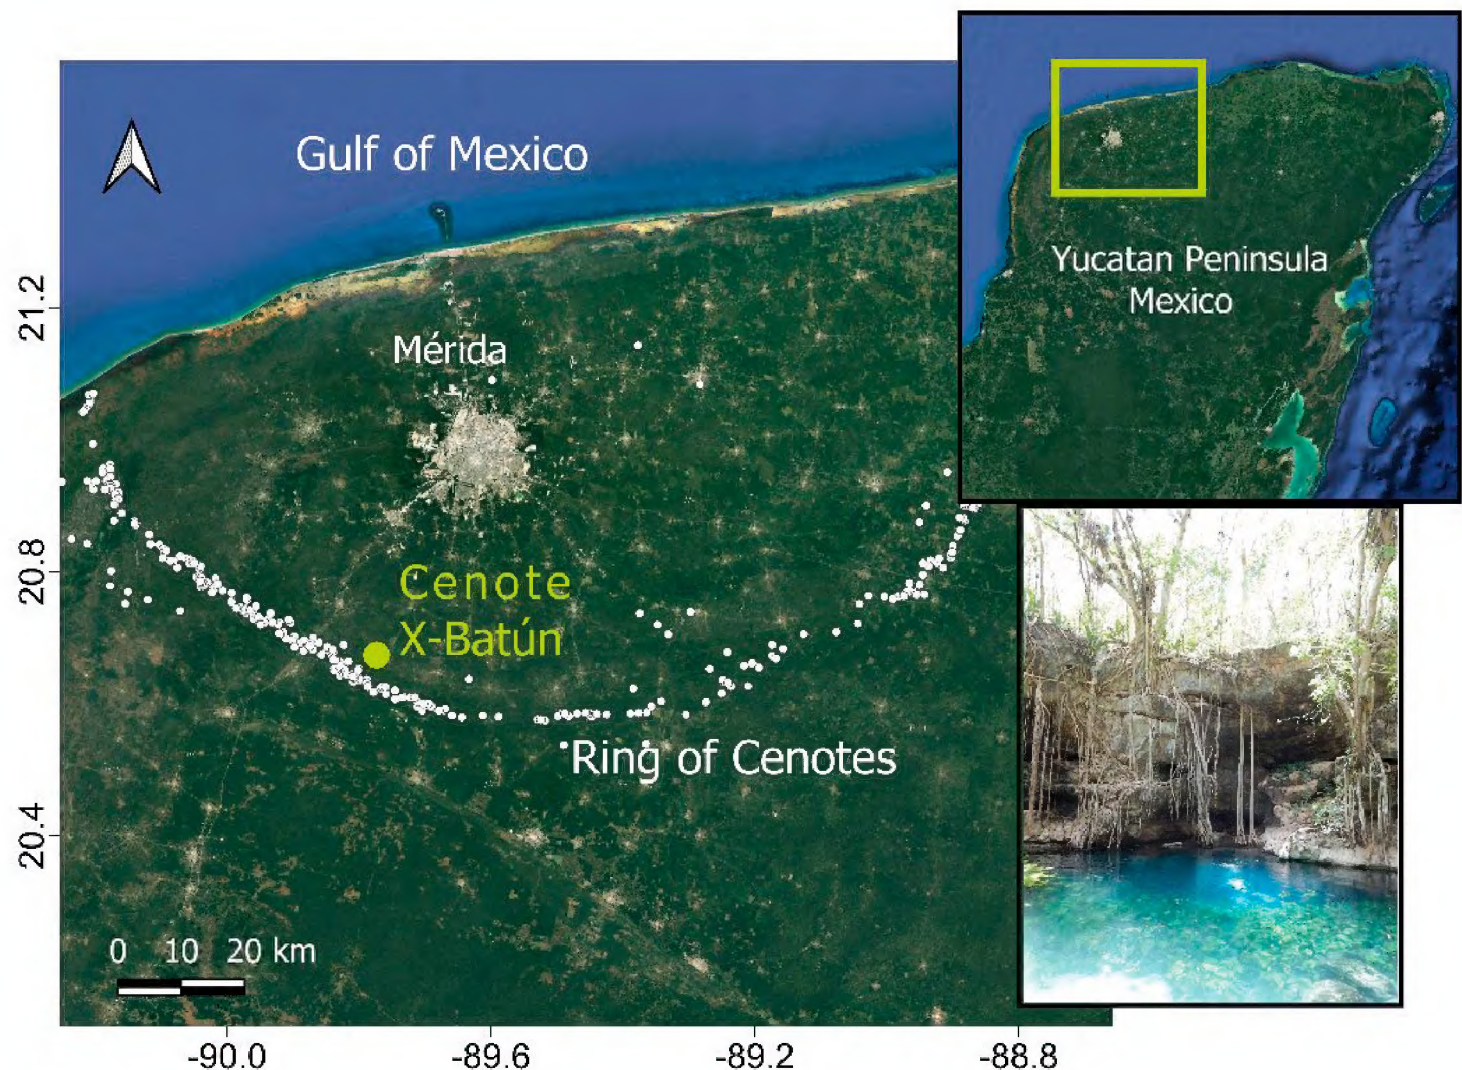 Gulf of Mexico
Yucatan Peninsula
Mexico
21.2
Mérida
20.8
Cenote
X-Batún
Ring of Cenotes
20.4
0 10 20 km
-90.0 -89.6 -89.2 -88.8